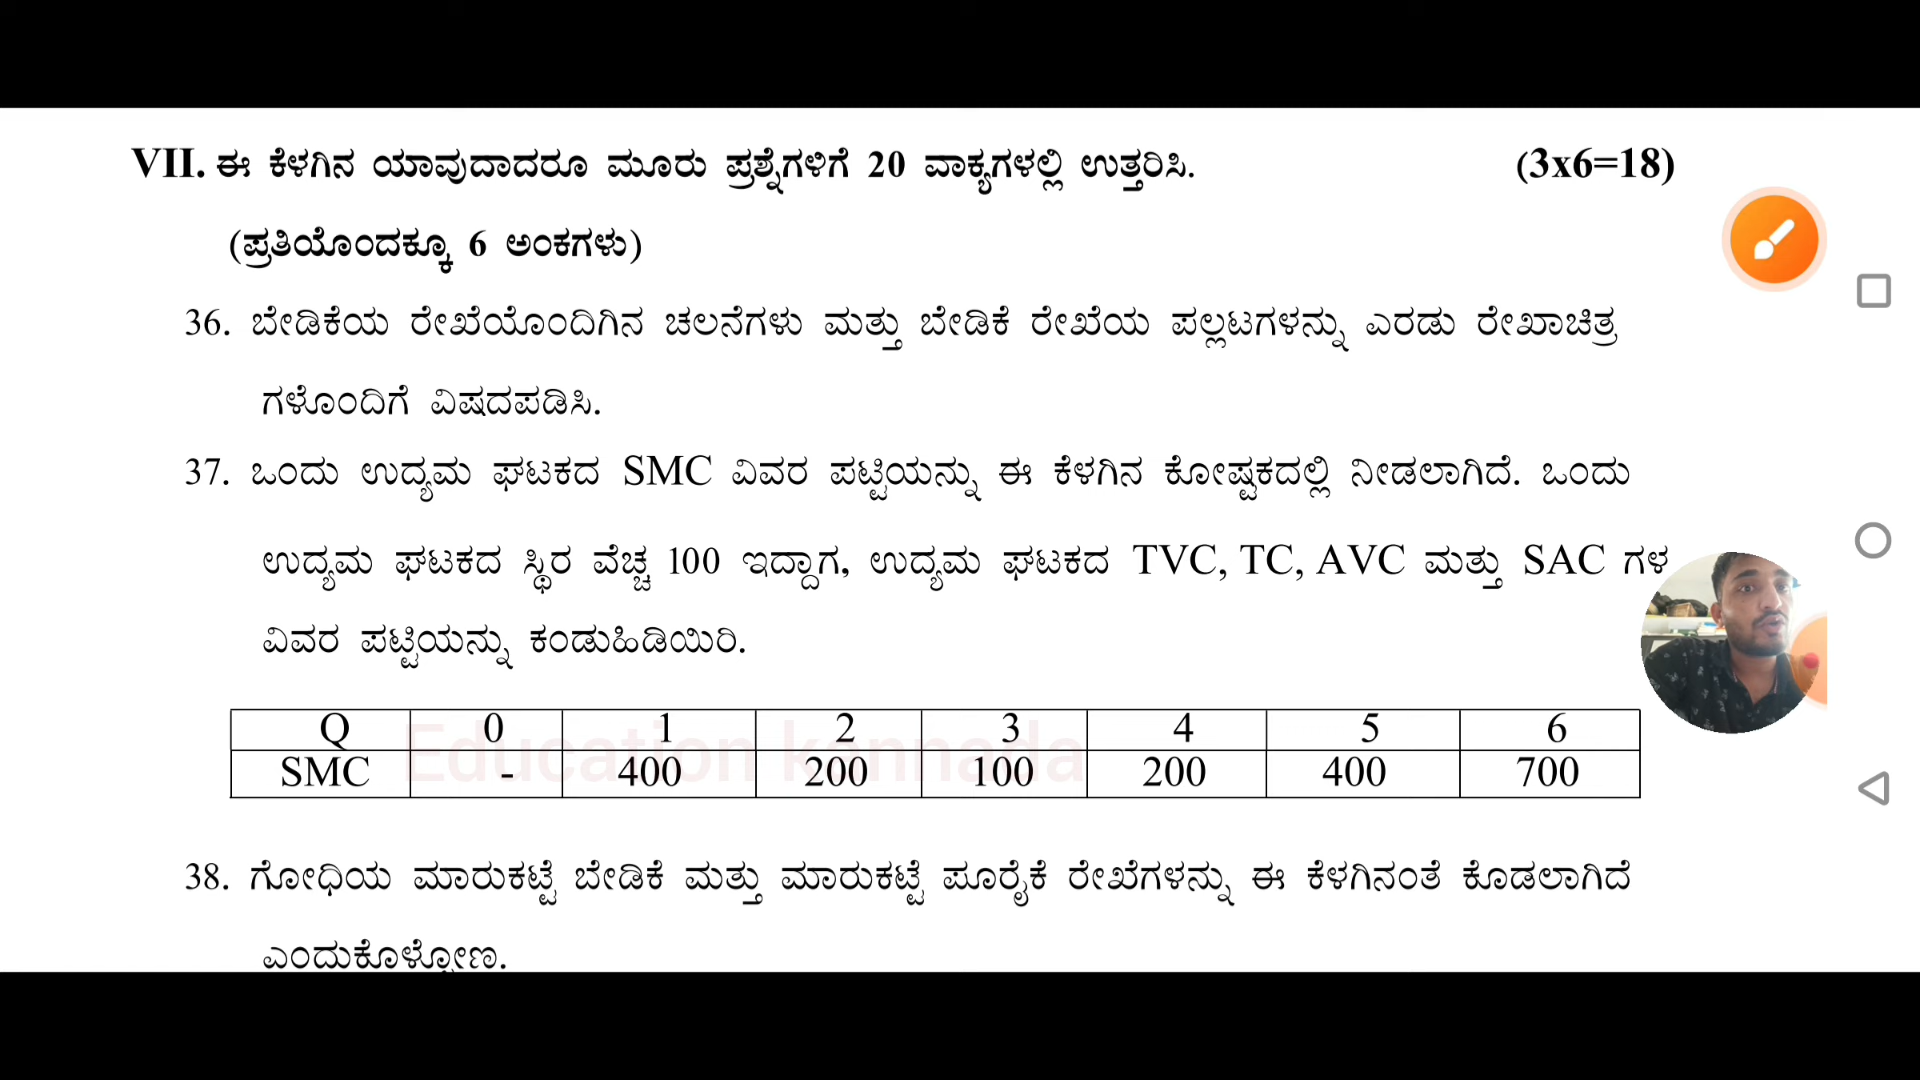 VII. ಈ ಕೆಳಗಿನ ಯಾವುದಾದರೂ ಮೂರು ಪ್ರಶ್ನೆಗಳಿಗೆ 20 ವಾಕ್ಯಗಳಲ್ಲಿ ಉತ್ತರಿಸಿ. (3x6=18)
(ಪ್ರತಿಯೊಂದಕ್ಕೂ 6 ಅಂಕಗಳು)
36. ಬೇಡಿಕೆಯ ರೇಖೆಯೊಂದಿಗಿನ ಚಲನೆಗಳು ಮತ್ತು ಬೇಡಿಕೆ ರೇಖೆಯ ಪಲ್ಲಟಗಳನ್ನು ಎರಡು ರೇಖಾಚಿತ್ರ
ಗಳೊಂದಿಗೆ ವಿಷದಪಡಿಸಿ.
37. ಒಂದು ಉದ್ಯಮ ಘಟಕದ SMC ವಿವರ ಪಟ್ಟಿಯನ್ನು ಈ ಕೆಳಗಿನ ಕೋಷ್ಟಕದಲ್ಲಿ ನೀಡಲಾಗಿದೆ. ಒಂದು
ಉದ್ಯಮ ಘಟಕದ ಸ್ಥಿರ ವೆಚ್ಚ 100 ಇದ್ದಾಗ, ಉದ್ಯಮ ಘಟಕದ TVC, TC, AVC ಮತ್ತು SAC ಗಳ
ವಿವರ ಪಟ್ಟಿಯನ್ನು ಕಂಡುಹಿಡಿಯಿರಿ.
Q 0 1 2 3 4 5 6
SMC - 400 200 100 200 400 700
Education kannada
38. ಗೋಧಿಯ ಮಾರುಕಟ್ಟೆ ಬೇಡಿಕೆ ಮತ್ತು ಮಾರುಕಟ್ಟೆ ಪೂರೈಕೆ ರೇಖೆಗಳನ್ನು ಈ ಕೆಳಗಿನಂತೆ ಕೊಡಲಾಗಿದೆ
ಎಂದುಕೊಳ್ಳೋಣ.